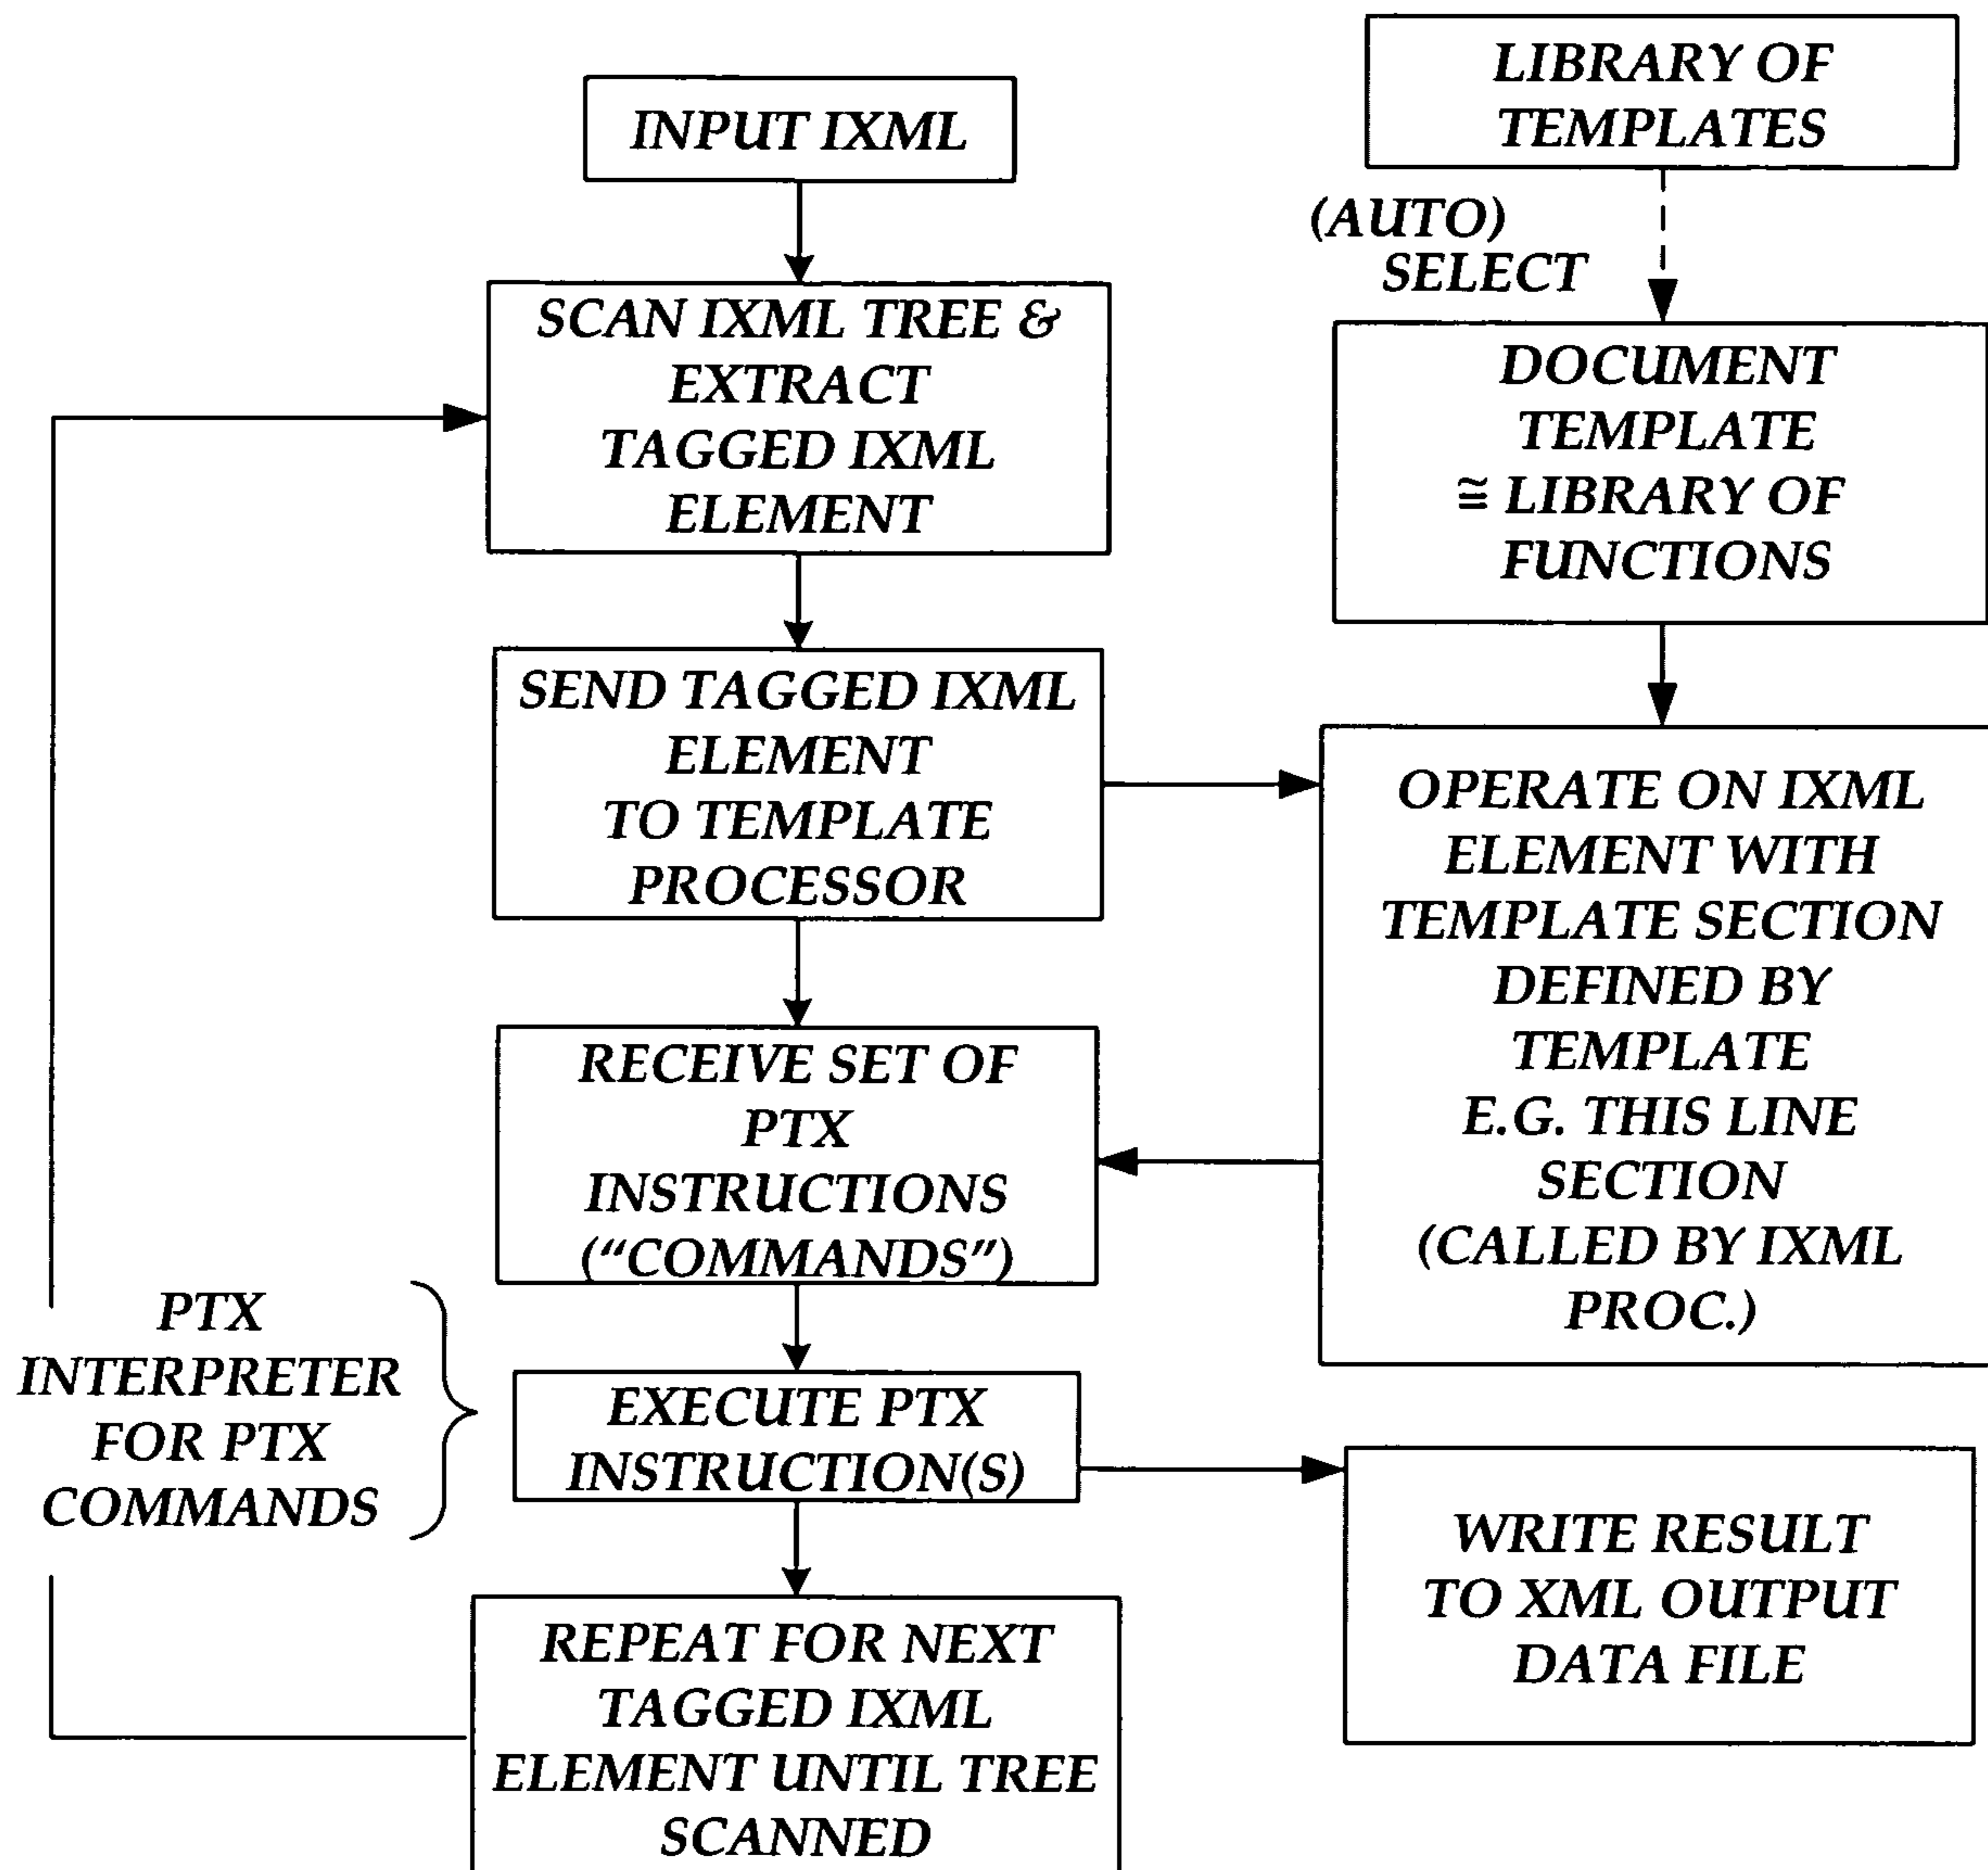 INPUT IXML
SCAN IXML TREE &
EXTRACT
TAGGED IXML
ELEMENT
SEND TAGGED IXML
ELEMENT
TO TEMPLATE
PROCESSOR
RECEIVE SET OF
PTX
INSTRUCTIONS
("COMMANDS")
PTX
INTERPRETER
FOR PTX
COMMANDS
EXECUTE PTX
INSTRUCTION(S)
REPEAT FOR NEXT
TAGGED IXML
ELEMENT UNTIL TREE
SCANNED
LIBRARY OF
TEMPLATES
(AUTO)
SELECT
DOCUMENT
TEMPLATE
≅ LIBRARY OF
FUNCTIONS
OPERATE ON IXML
ELEMENT WITH
TEMPLATE SECTION
DEFINED BY
TEMPLATE
E.G. THIS LINE
SECTION
(CALLED BY IXML
PROC.)
WRITE RESULT
TO XML OUTPUT
DATA FILE